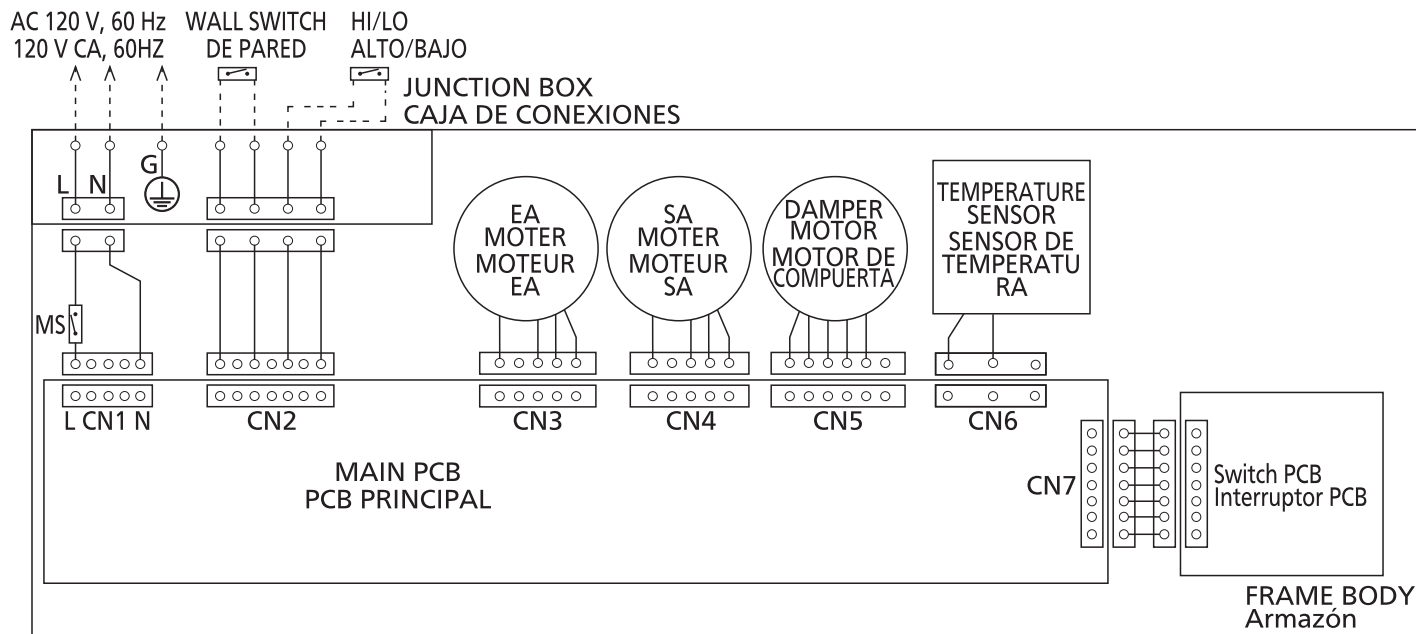 AC 120 V, 60 Hz
120 V CA, 60HZ
WALL SWITCH
DE PARED
HI/LO
ALTO/BAJO
JUNCTION BOX
CAJA DE CONEXIONES
L
N
G
EA
MOTER
MOTEUR
EA
SA
MOTER
MOTEUR
SA
DAMPER
MOTOR
MOTOR DE
COMPUERTA
TEMPERATURE
SENSOR
SENSOR DE
TEMPERATU
RA
MS
L CN1 N
CN2
CN3
CN4
CN5
CN6
MAIN PCB
PCB PRINCIPAL
CN7
Switch PCB
Interruptor PCB
FRAME BODY
Armazón